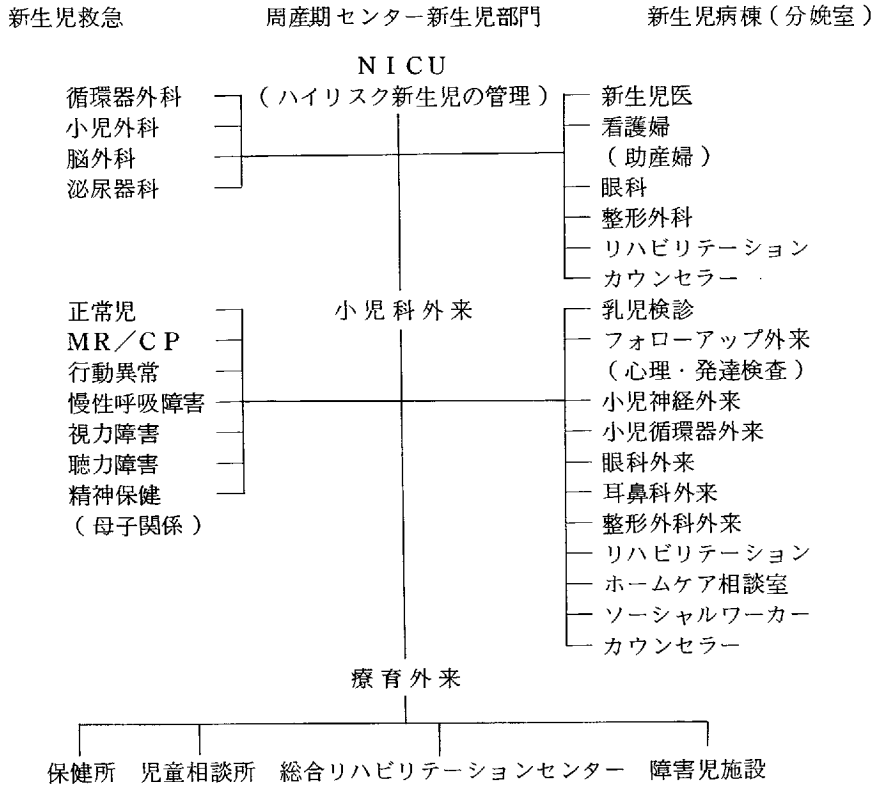 新生児救急 周産期センター新生児部門 新生児病棟(分娩室)
NICU
(ハイリスク新生児の管理)
循環器外科
小児外科
脳外科
泌尿器科
新生児医
看護婦
(助産婦)
眼科
整形外科
リハビリテーション
カウンセラー
小児科外来
正常児
MR/CP
行動異常
慢性呼吸障害
視力障害
聴力障害
精神保健
(母子関係)
乳児検診
フォローアップ外来
(心理・発達検査)
小児神経外来
小児循環器外来
眼科外来
耳鼻科外来
整形外科外来
リハビリテーション
ホームケア相談室
ソーシャルワーカー
カウンセラー
療育外来
保健所 児童相談所 総合リハビリテーションセンター 障害児施設